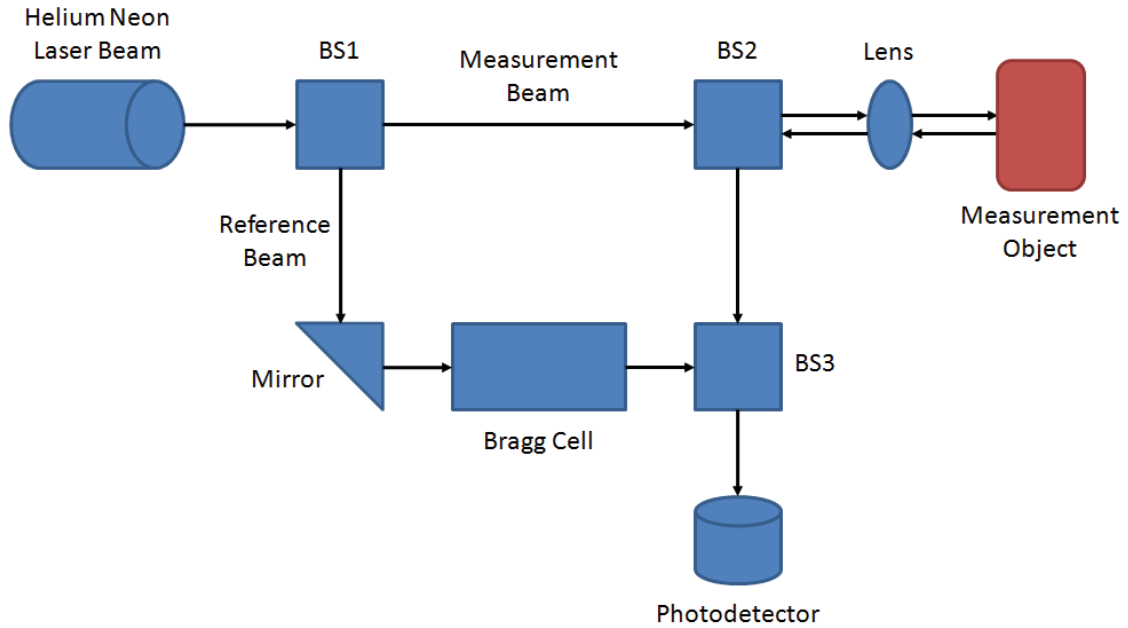 Helium Neon
Laser Beam
BS1
Measurement
Beam
BS2
Lens
Measurement
Object
Reference
Beam
Mirror
Bragg Cell
BS3
Photodetector